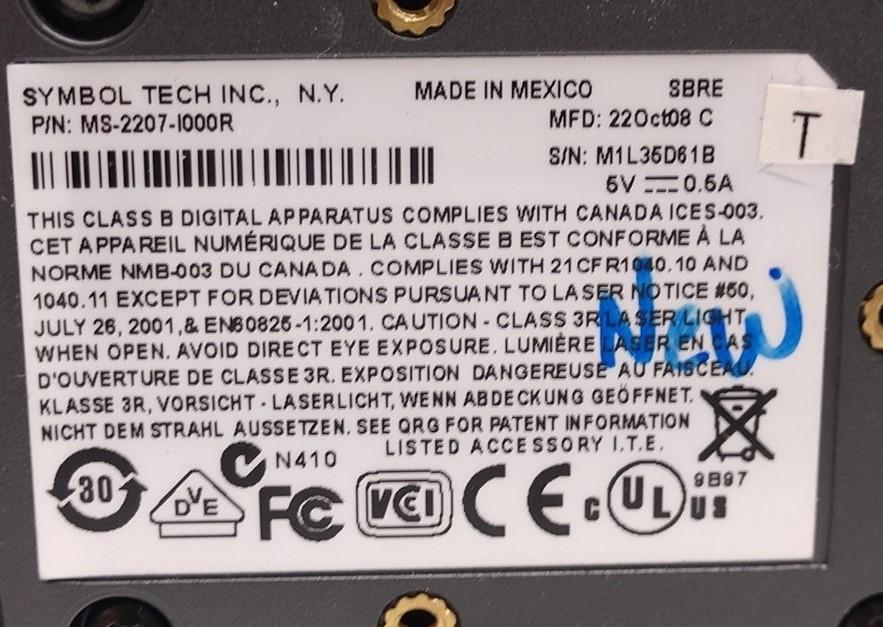 SYMBOL TECH INC., N.Y. MADE IN MEXICO SBRE
P/N: MS-2207-I000R MFD: 22Oct08 C
T
S/N: M1L35D61B
5V 0.5A
THIS CLASS B DIGITAL APPARATUS COMPLIES WITH CANADA ICES-003.
CET APPAREIL NUMÉRIQUE DE LA CLASSE B EST CONFORME À LA
NORME NMB-003 DU CANADA . COMPLIES WITH 21CFR1040.10 AND
1040.11 EXCEPT FOR DEVIATIONS PURSUANT TO LASER NOTICE #50,
JULY 26, 2001,& EN60825-1:2001. CAUTION - CLASS 3R LASER LIGHT
WHEN OPEN. AVOID DIRECT EYE EXPOSURE. LUMIÈRE LASER EN CAS
D'OUVERTURE DE CLASSE 3R. EXPOSITION DANGEREUSE AU FAISCEAU.
KLASSE 3R, VORSICHT - LASERLICHT, WENN ABDECKUNG GEÖFFNET.
NICHT DEM STRAHL AUSSETZEN. SEE QRG FOR PATENT INFORMATION
LISTED ACCESSORY I.T.E.
New
30 DVE N410 FC VCI CE c UL US 9B97